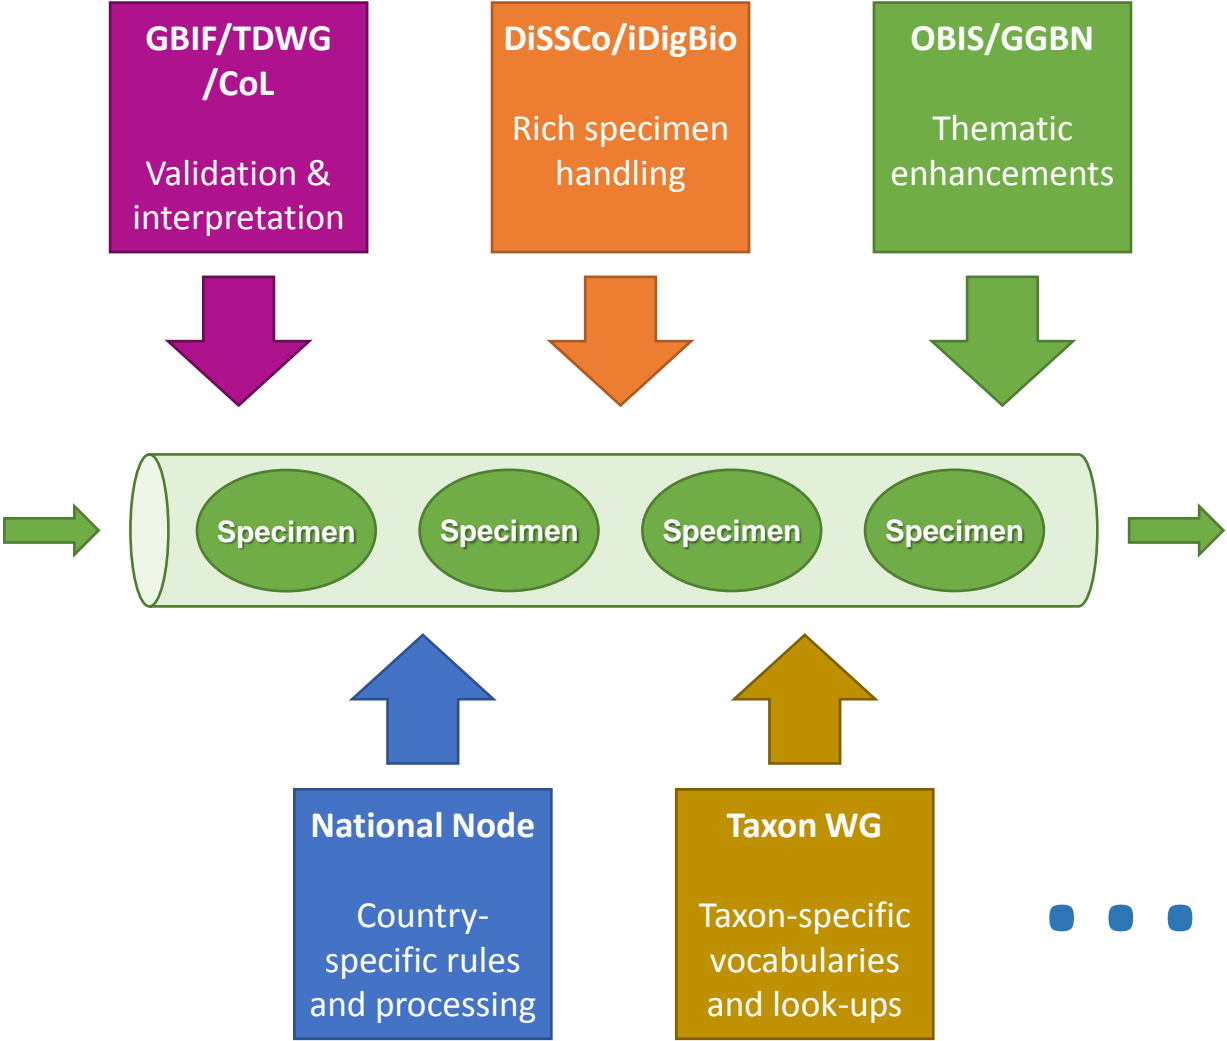 GBIF/TDWG
/CoL
Validation &
interpretation
DiSSCo/iDigBio
Rich specimen
handling
OBIS/GGBN
Thematic
enhancements
Specimen
Specimen
Specimen
Specimen
National Node
Country-
specific rules
and processing
Taxon WG
Taxon-specific
vocabularies
and look-ups